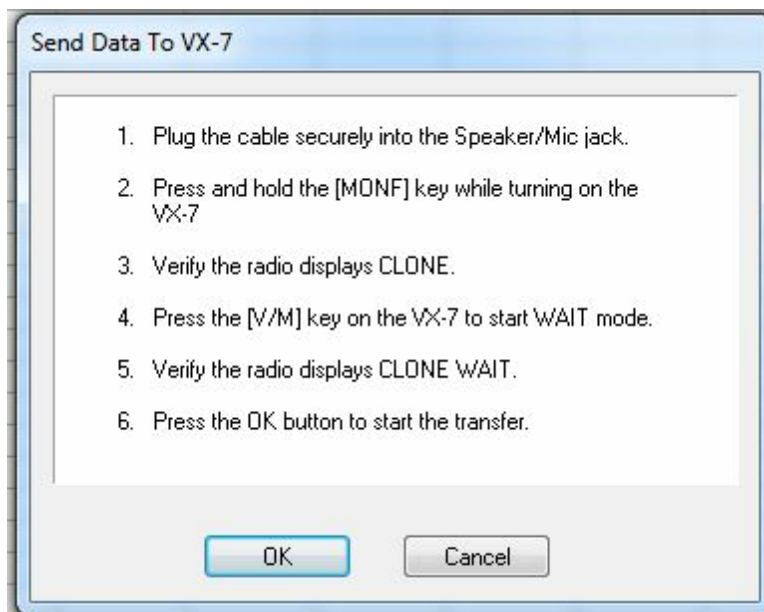 Send Data To VX-7
1. Plug the cable securely into the Speaker/Mic jack.
2. Press and hold the [MONF] key while turning on the
VX-7
3. Verify the radio displays CLONE.
4. Press the [V/M] key on the VX-7 to start WAIT mode.
5. Verify the radio displays CLONE WAIT.
6. Press the OK button to start the transfer.
OK Cancel